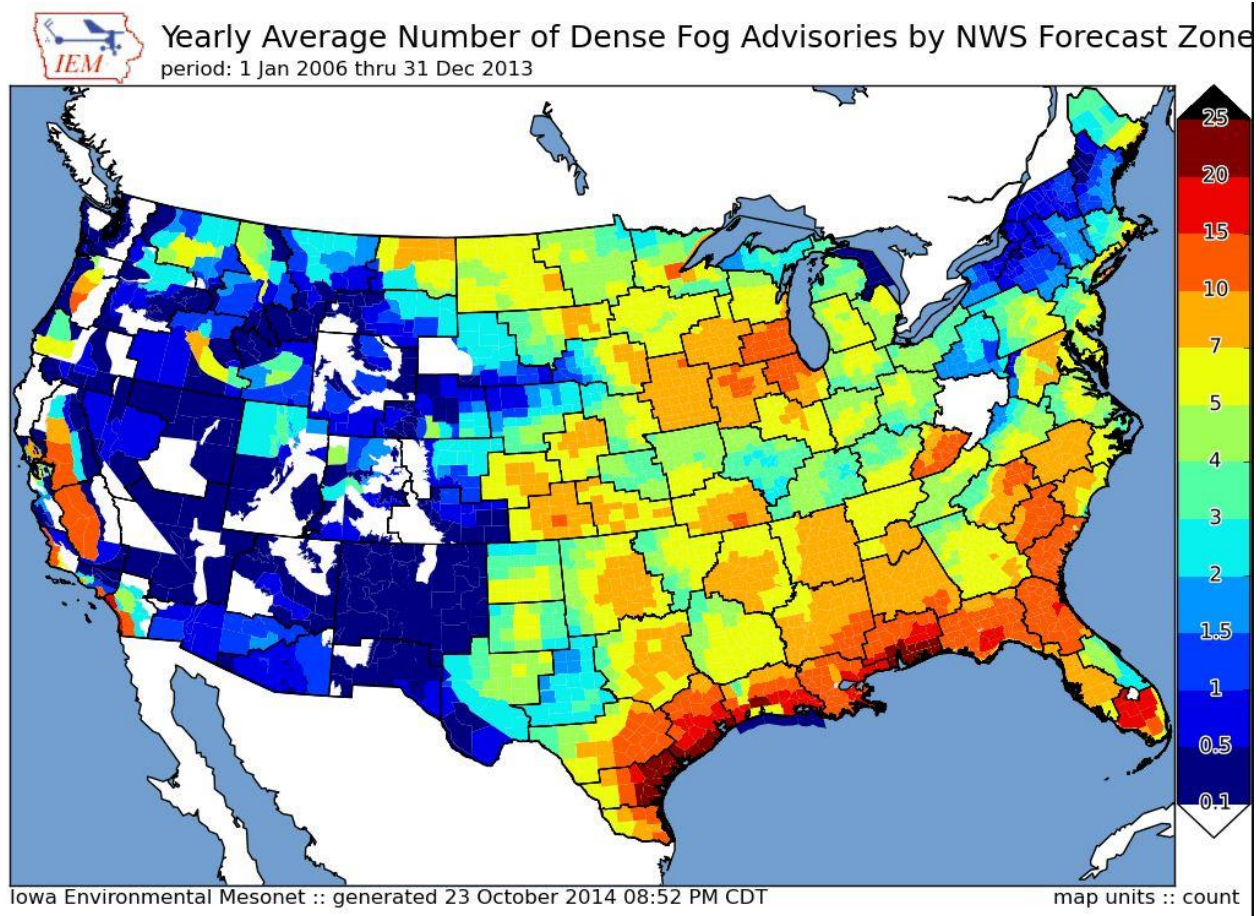 IEM
Yearly Average Number of Dense Fog Advisories by NWS Forecast Zone
period: 1 Jan 2006 thru 31 Dec 2013
25
20
15
10
7
5
4
3
2
1.5
1
0.5
0.1
Iowa Environmental Mesonet :: generated 23 October 2014 08:52 PM CDT
map units :: count